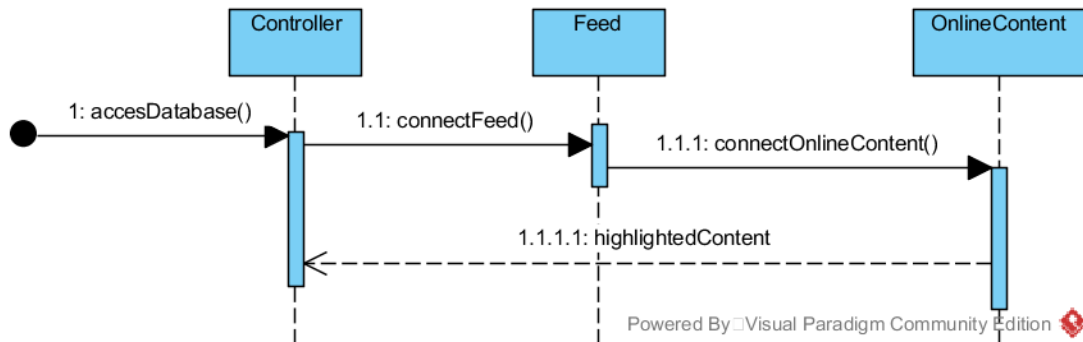 Controller
Feed
OnlineContent
1: accesDatabase()
1.1: connectFeed()
1.1.1: connectOnlineContent()
1.1.1.1: highlightedContent
Powered By Visual Paradigm Community Edition